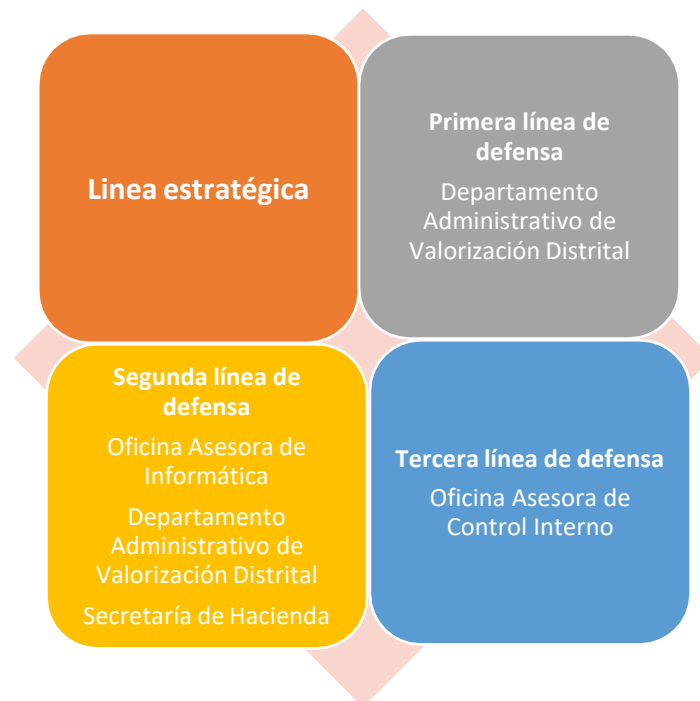 Linea estratégica
Primera línea de
defensa
Departamento
Administrativo de
Valorización Distrital
Segunda línea de
defensa
Oficina Asesora de
Informática
Departamento
Administrativo de
Valorización Distrital
Secretaría de Hacienda
Tercera línea de defensa
Oficina Asesora de
Control Interno